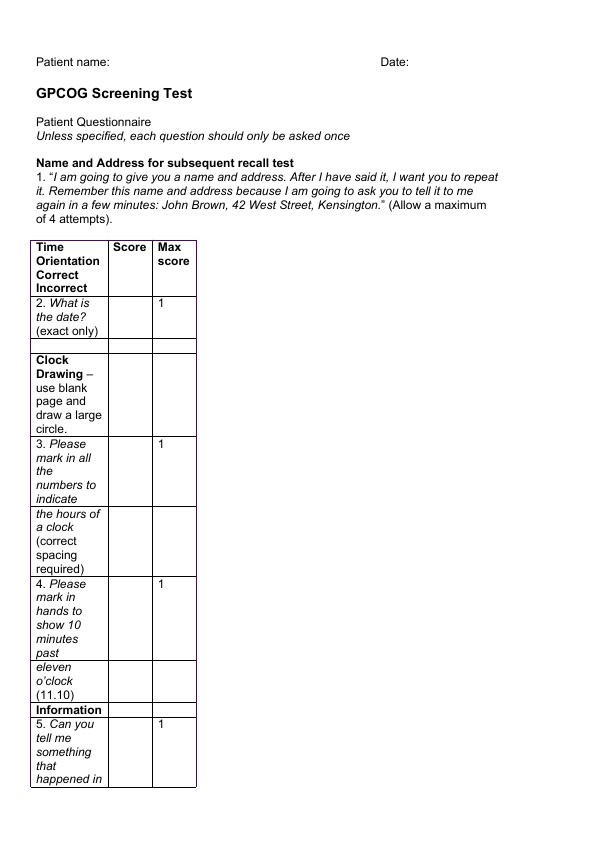 Patient name: Date:
GPCOG Screening Test
Patient Questionnaire
Unless specified, each question should only be asked once
Name and Address for subsequent recall test
1. “I am going to give you a name and address. After I have said it, I want you to repeat
it. Remember this name and address because I am going to ask you to tell it to me
again in a few minutes: John Brown, 42 West Street, Kensington.” (Allow a maximum
of 4 attempts).
Time Score Max
Orientation score
Correct
Incorrect
2. What is 1
the date?
(exact only)
Clock
Drawing –
use blank
page and
draw a large
circle.
3. Please 1
mark in all
the
numbers to
indicate
the hours of
a clock
(correct
spacing
required)
4. Please 1
mark in
hands to
show 10
minutes
past
eleven
o’clock
(11.10)
Information
5. Can you 1
tell me
something
that
happened in